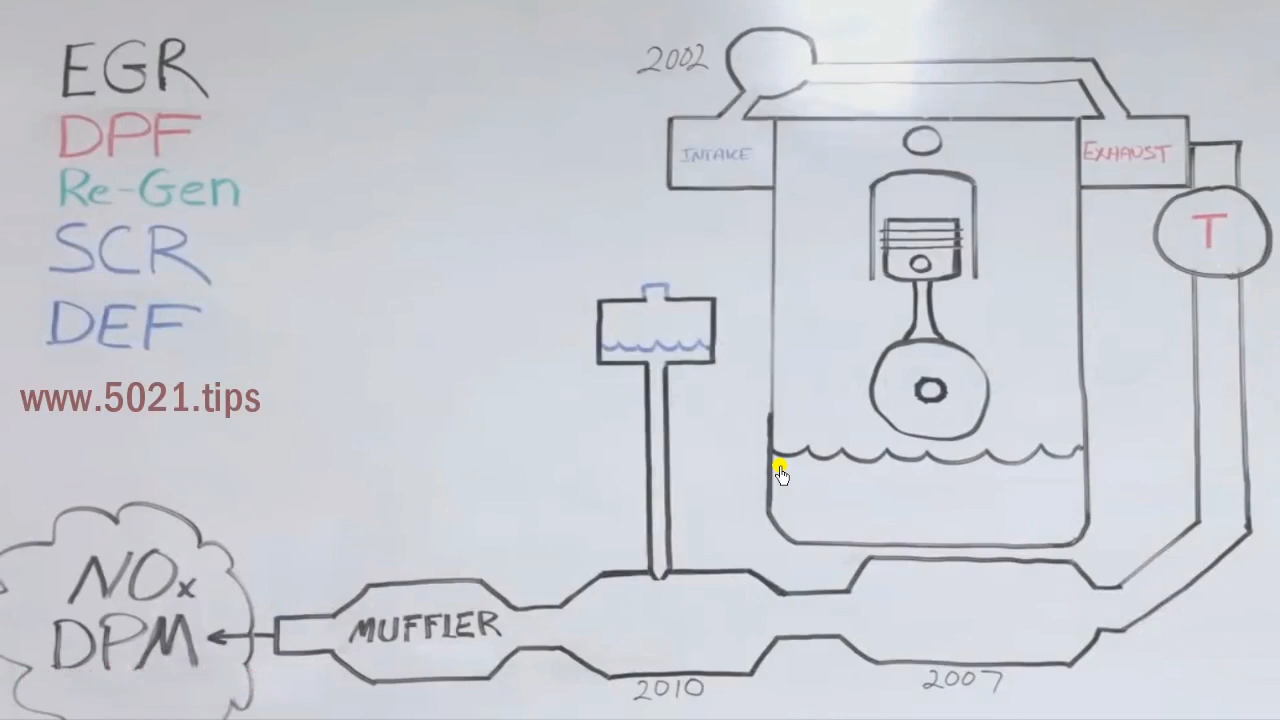 EGR
DPF
Re-Gen
SCR
DEF
www.5021.tips
2002
INTAKE
EXHAUST
T
NOx
DPM
MUFFLER
2010
2007